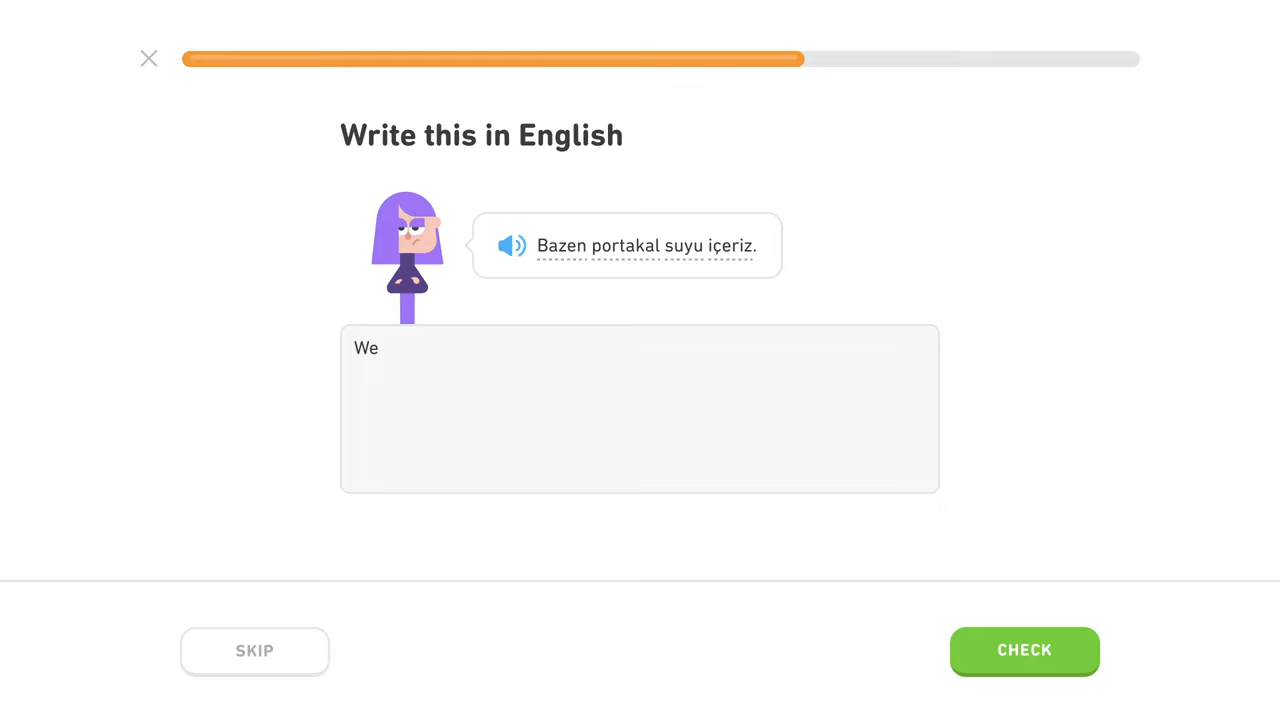 Write this in English
Bazen portakal suyu içeriz.
We
SKIP
CHECK